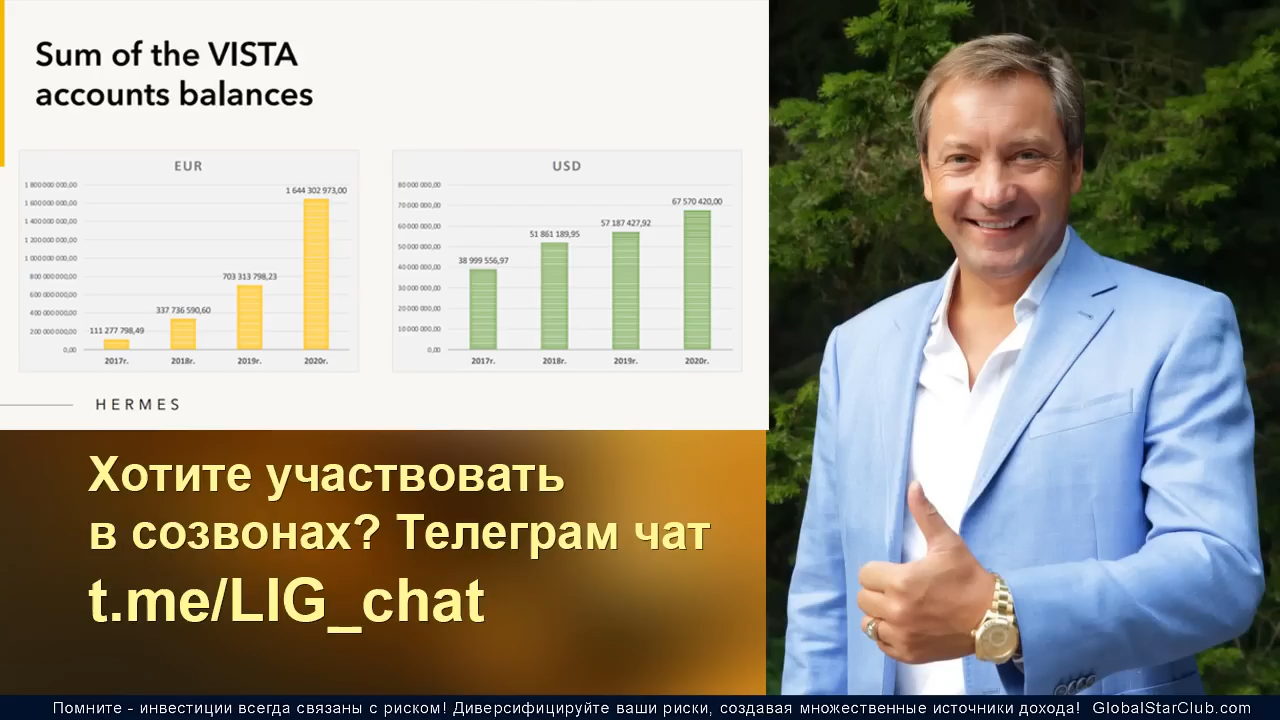 Sum of the VISTA
accounts balances
EUR
1 800 000 000,00
1 600 000 000,00
1 400 000 000,00
1 200 000 000,00
1 000 000 000,00
800 000 000,00
600 000 000,00
400 000 000,00
200 000 000,00
0,00
111 277 798,49
337 736 590,60
703 313 798,23
1 644 302 973,00
2017г.
2018г.
2019г.
2020г.
USD
80 000 000,00
70 000 000,00
60 000 000,00
50 000 000,00
40 000 000,00
30 000 000,00
20 000 000,00
10 000 000,00
0,00
38 999 556,97
51 861 189,95
57 187 427,92
67 570 420,00
2017г.
2018г.
2019г.
2020г.
HERMES
Хотите участвовать
в созвонах? Телеграм чат
t.me/LIG_chat
Помните - инвестиции всегда связаны с риском! Диверсифицируйте ваши риски, создавая множественные источники дохода! GlobalStarClub.com